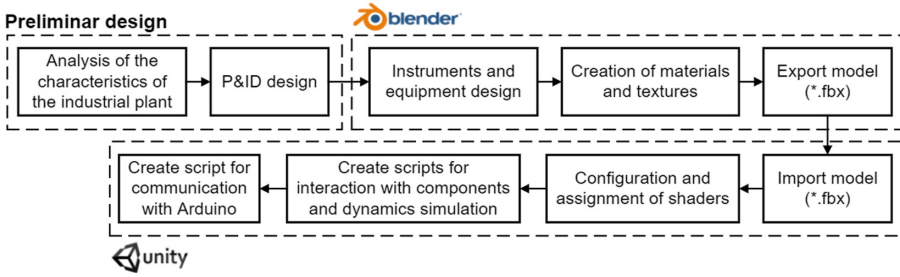 blender
Preliminar design
Analysis of the
characteristics of
the industrial plant
P&ID design
Instruments and
equipment design
Creation of materials
and textures
Export model
(*.fbx)
Import model
(*.fbx)
Configuration and
assignment of shaders
Create scripts for
interaction with components
and dynamics simulation
Create script for
communication
with Arduino
unity